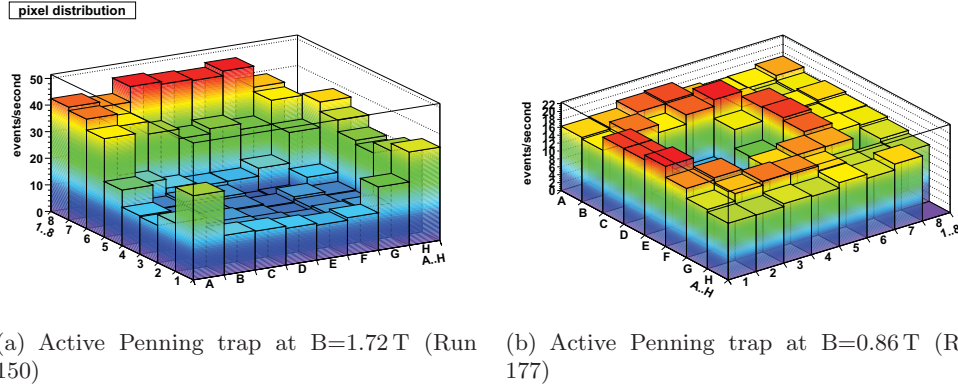 pixel distribution
events/second
50
40
30
20
10
0
8
7
6
5
4
3
2
1
1..8
A
B
C
D
E
F
G
H
A..H
events/second
22
20
18
16
14
12
10
8
6
4
2
0
A
B
C
D
E
F
G
H
A..H
1
2
3
4
5
6
7
8
1..8
(a) Active Penning trap at B=1.72 T (Run
150)
(b) Active Penning trap at B=0.86 T (R
177)